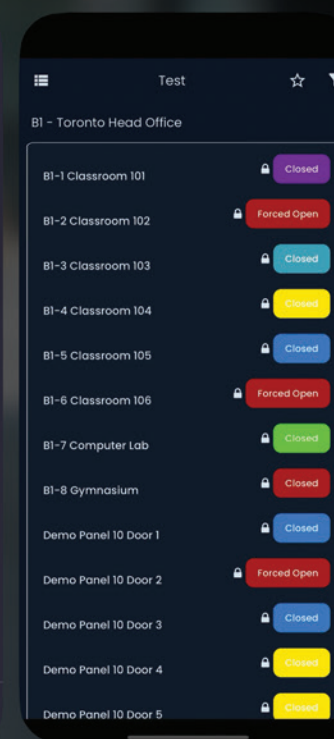 Test
B1 - Toronto Head Office
B1-1 Classroom 101 Closed
B1-2 Classroom 102 Forced Open
B1-3 Classroom 103 Closed
B1-4 Classroom 104 Closed
B1-5 Classroom 105 Closed
B1-6 Classroom 106 Forced Open
B1-7 Computer Lab Closed
B1-8 Gymnasium Closed
Demo Panel 10 Door 1 Closed
Demo Panel 10 Door 2 Forced Open
Demo Panel 10 Door 3 Closed
Demo Panel 10 Door 4 Closed
Demo Panel 10 Door 5 Closed